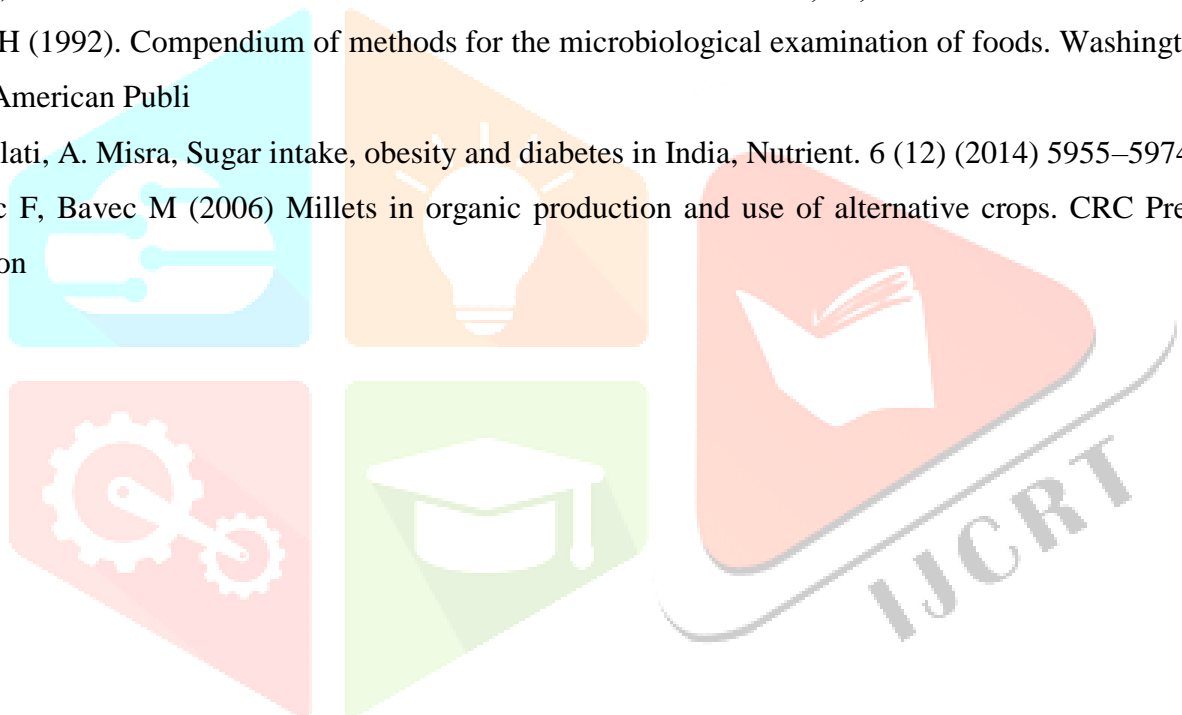 H (1992). Compendium of methods for the microbiological examination of foods. Washingt
American Publi
lati, A. Misra, Sugar intake, obesity and diabetes in India, Nutrient. 6 (12) (2014) 5955–5974
c F, Bavec M (2006) Millets in organic production and use of alternative crops. CRC Pre
on
IJCRT